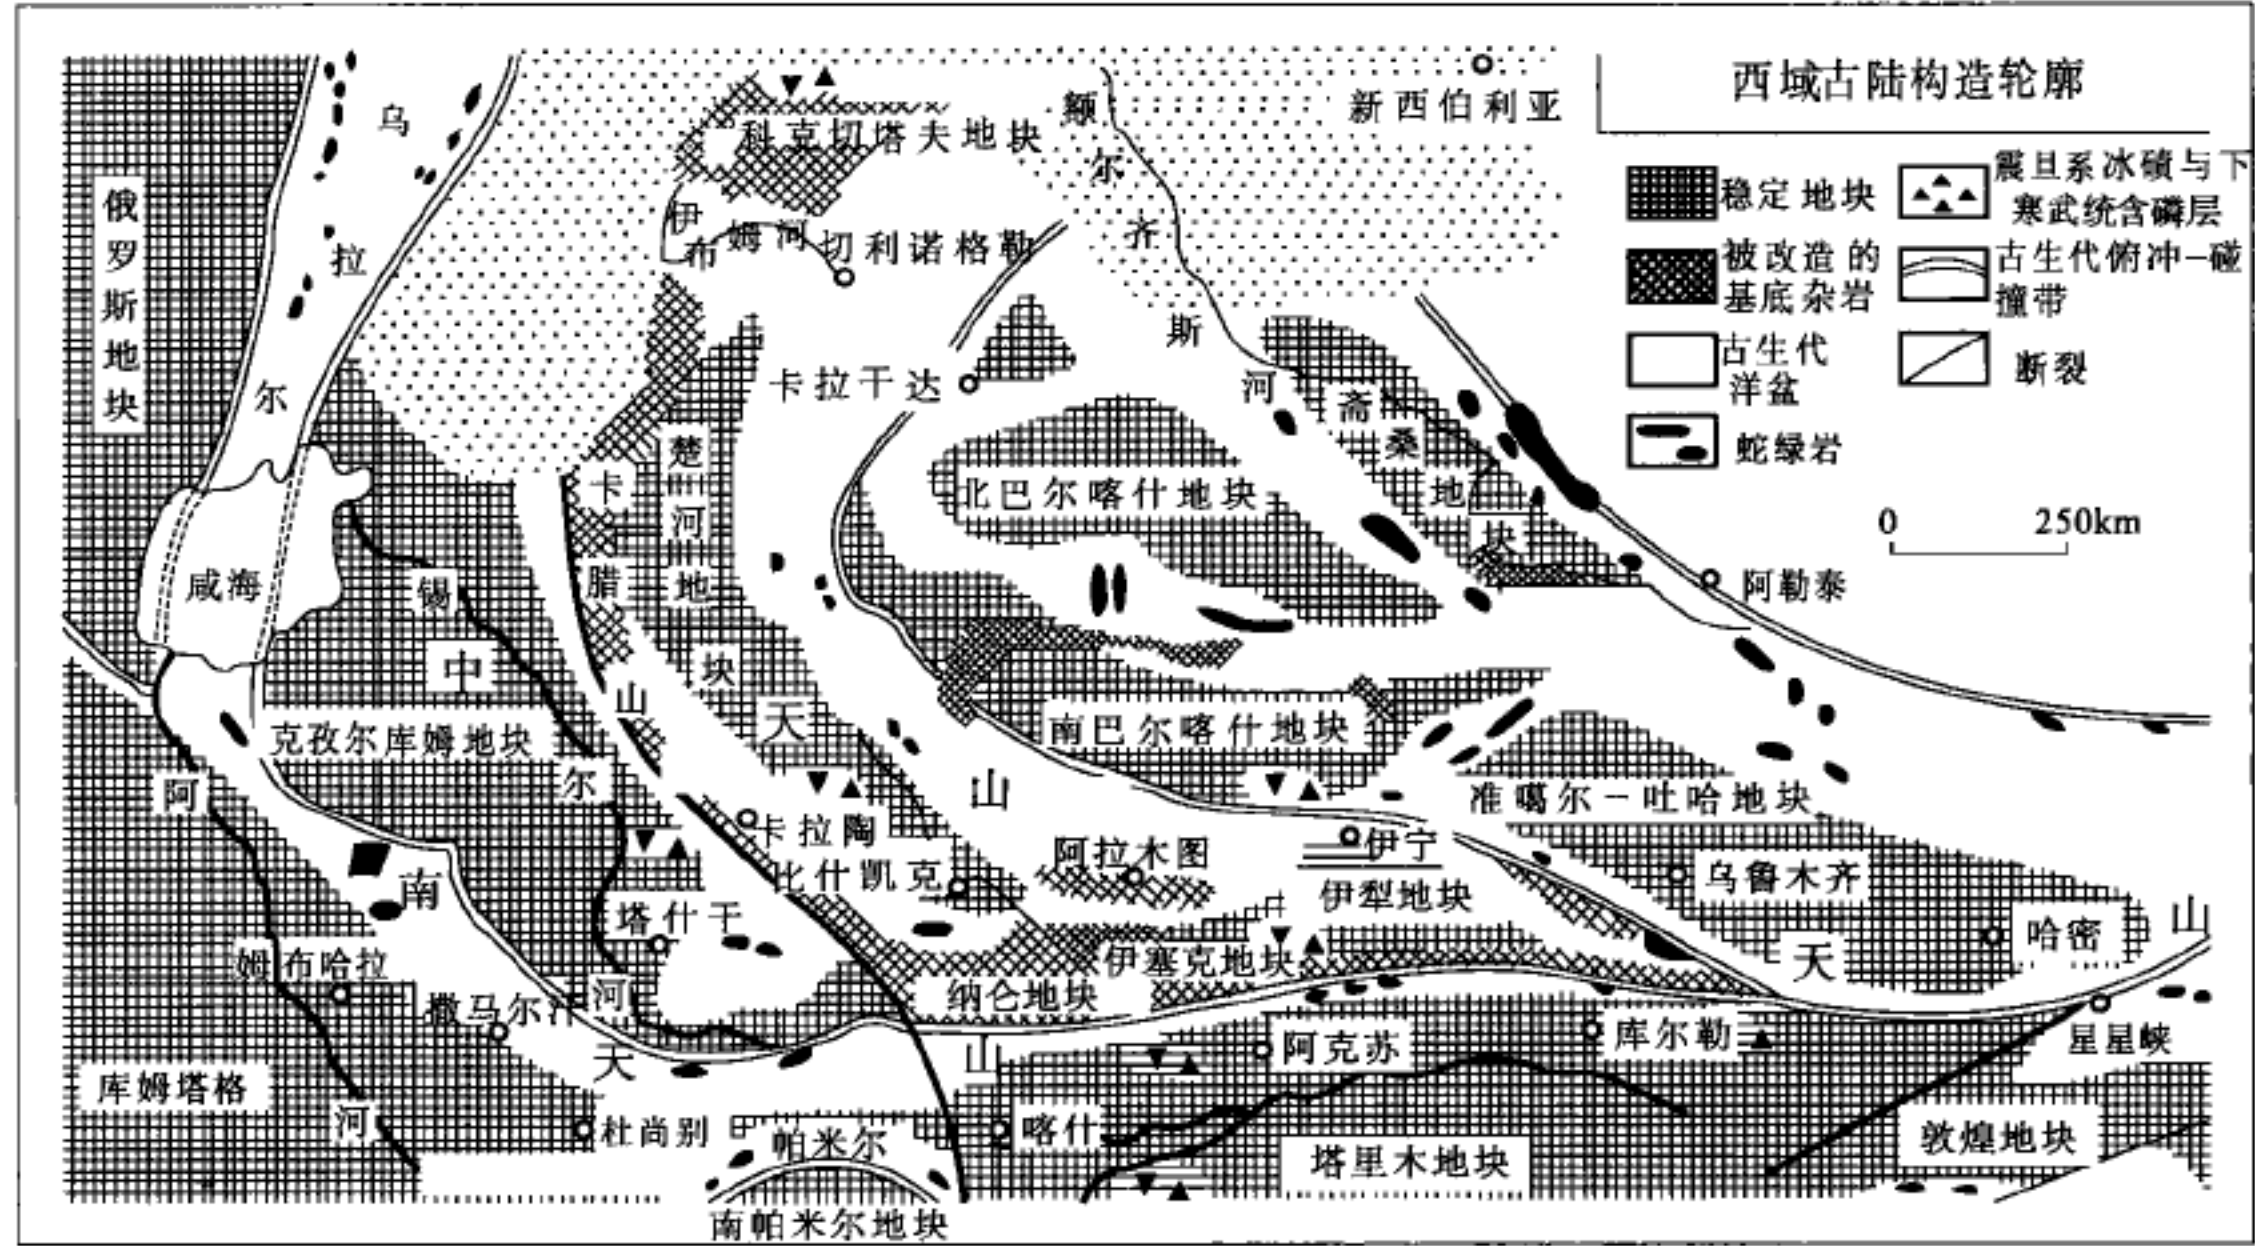 西域古陆构造轮廓
稳定地块
震旦系冰碛与下
寒武统含磷层
被改造的
基底杂岩
古生代俯冲-碰
撞带
古生代
洋盆
断裂
蛇绿岩
0 250km
新西伯利亚
乌
拉
尔
俄罗斯地块
科克切塔夫地块
额
尔
齐
斯
河
伊
布
姆河
切利诺格勒
卡拉干达
斋
桑
地
块
楚
河
地
块
卡
腊
山
北巴尔喀什地块
咸海
锡
尔
河
中
天
山
阿勒泰
克孜尔库姆地块
南巴尔喀什地块
准噶尔-吐哈地块
阿
姆
河
卡拉陶
比什凯克
阿拉木图
伊宁
伊犁地块
乌鲁木齐
哈密
南
天
山
塔什干
布哈拉
撒马尔汗
伊塞克地块
纳仑地块
天
山
阿克苏
库尔勒
星星峡
库姆塔格
杜尚别
帕米尔
喀什
塔里木地块
敦煌地块
南帕米尔地块